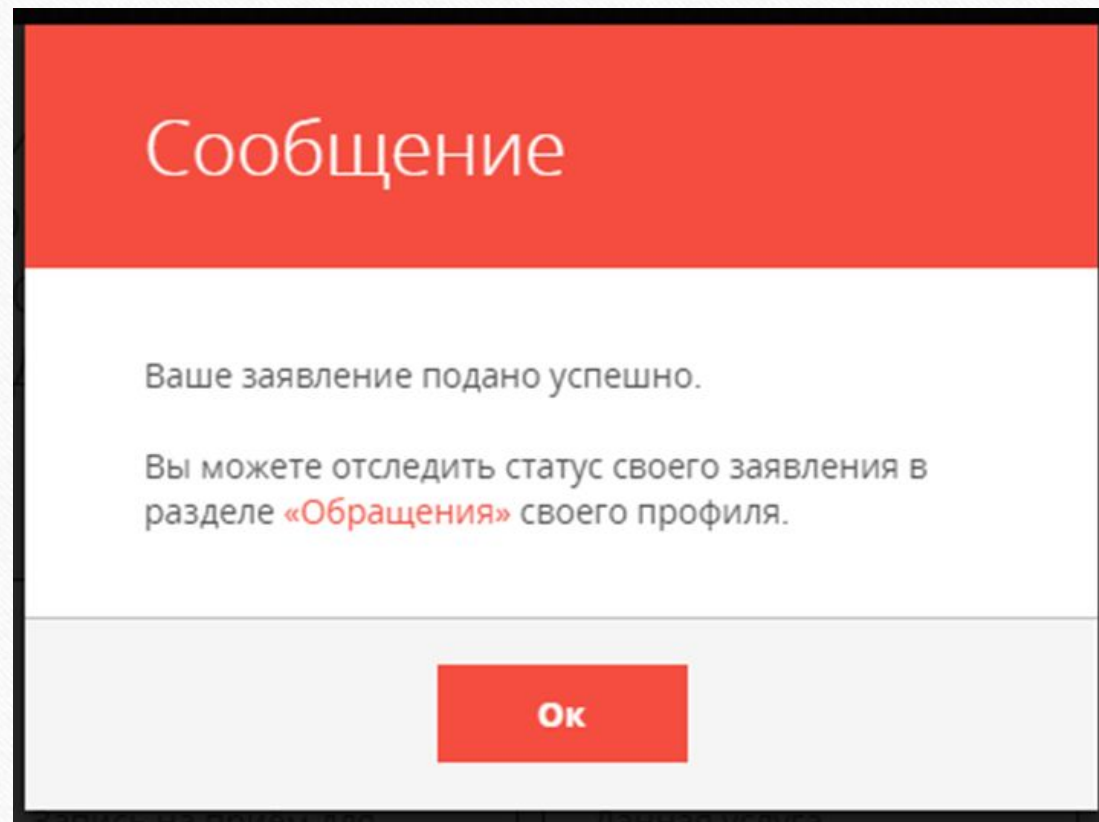 Сообщение
Ваше заявление подано успешно.
Вы можете отследить статус своего заявления в
разделе «Обращения» своего профиля.
Ок